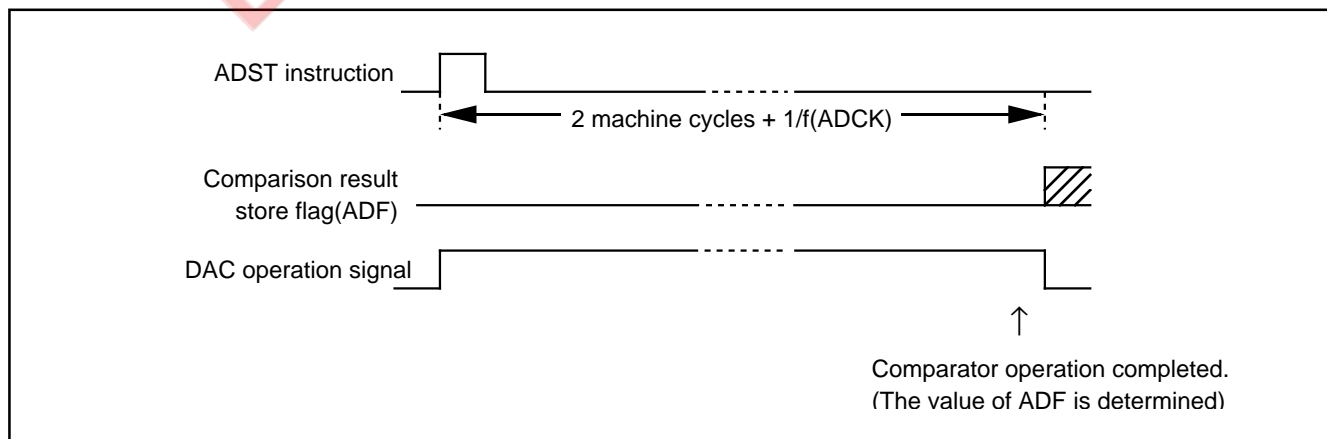 ADST instruction
2 machine cycles + 1/f(ADCK)
Comparison result
store flag(ADF)
DAC operation signal
↑
Comparator operation completed.
(The value of ADF is determined)